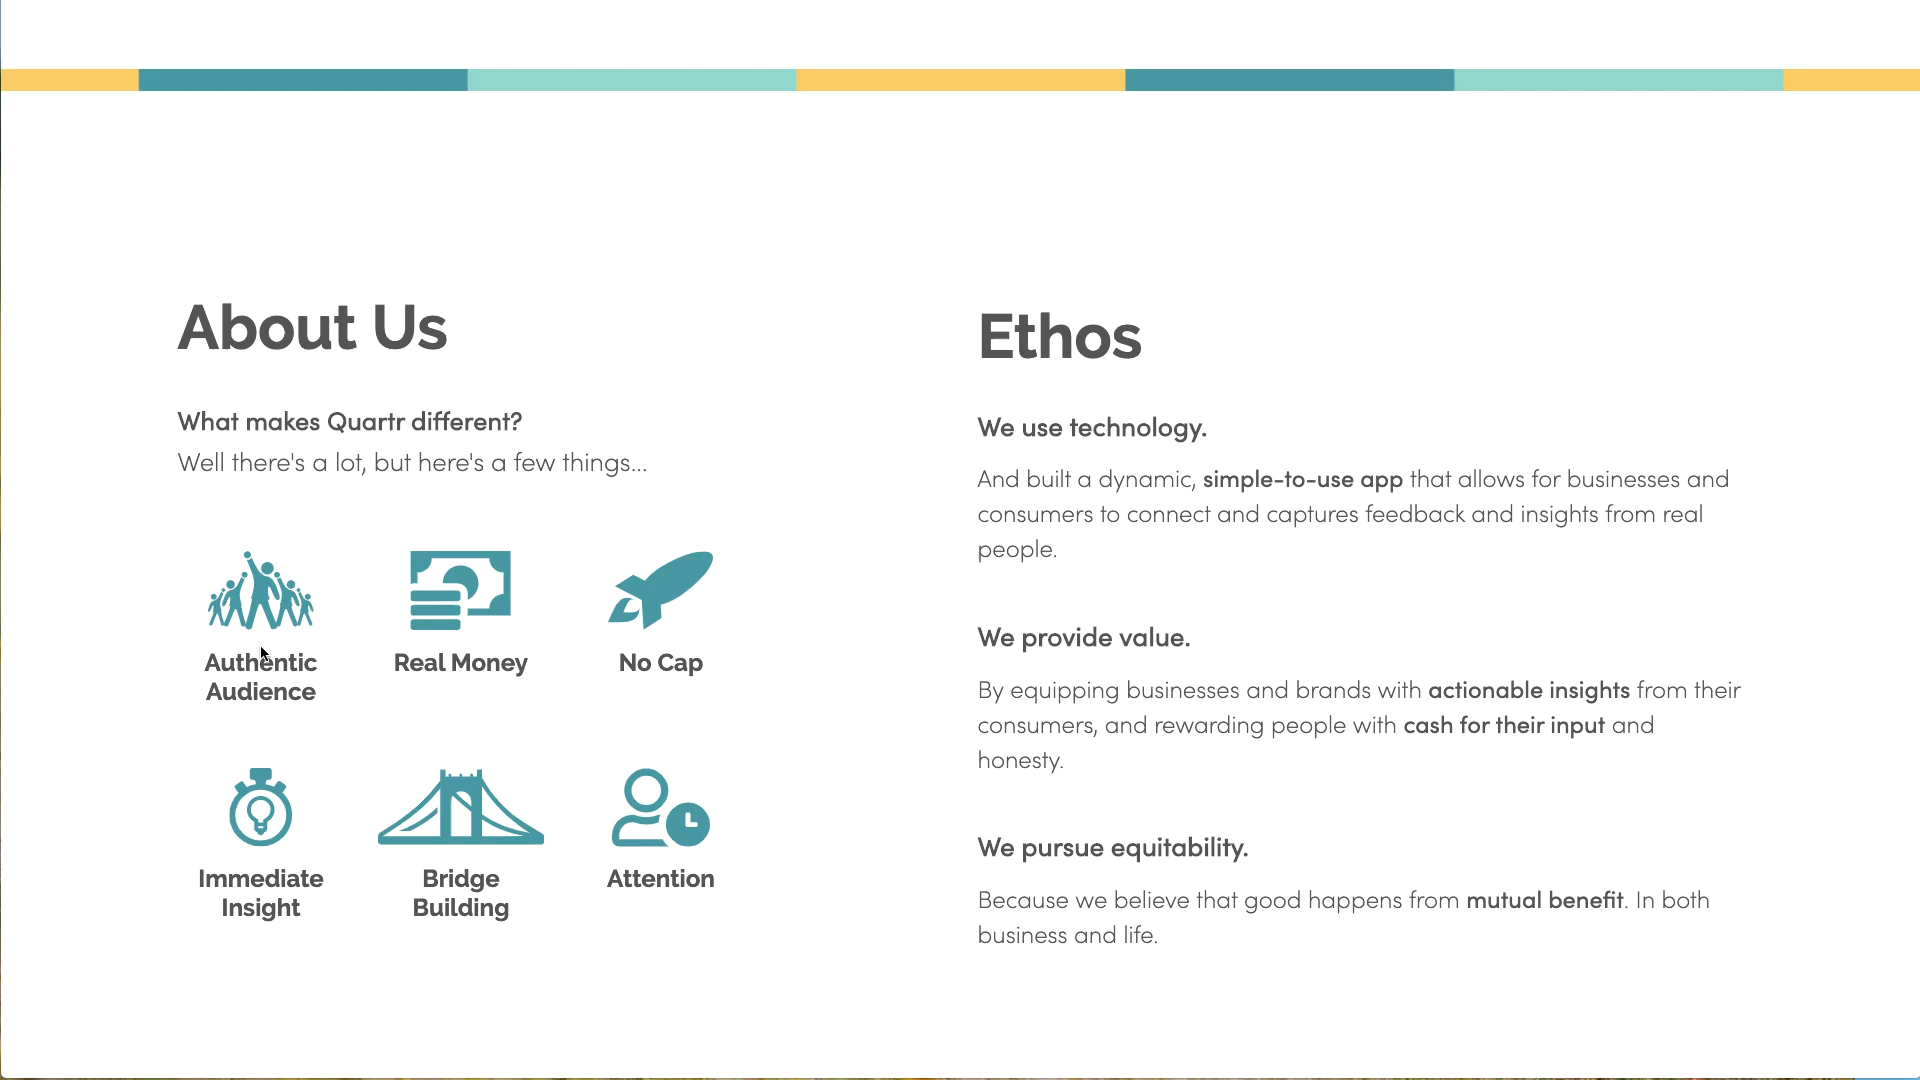 About Us
What makes Quartr different?
Well there's a lot, but here's a few things...
Authentic
Audience
Real Money
No Cap
Immediate
Insight
Bridge
Building
Attention
Ethos
We use technology.
And built a dynamic, simple-to-use app that allows for businesses and
consumers to connect and captures feedback and insights from real
people.
We provide value.
By equipping businesses and brands with actionable insights from their
consumers, and rewarding people with cash for their input and
honesty.
We pursue equitability.
Because we believe that good happens from mutual benefit. In both
business and life.